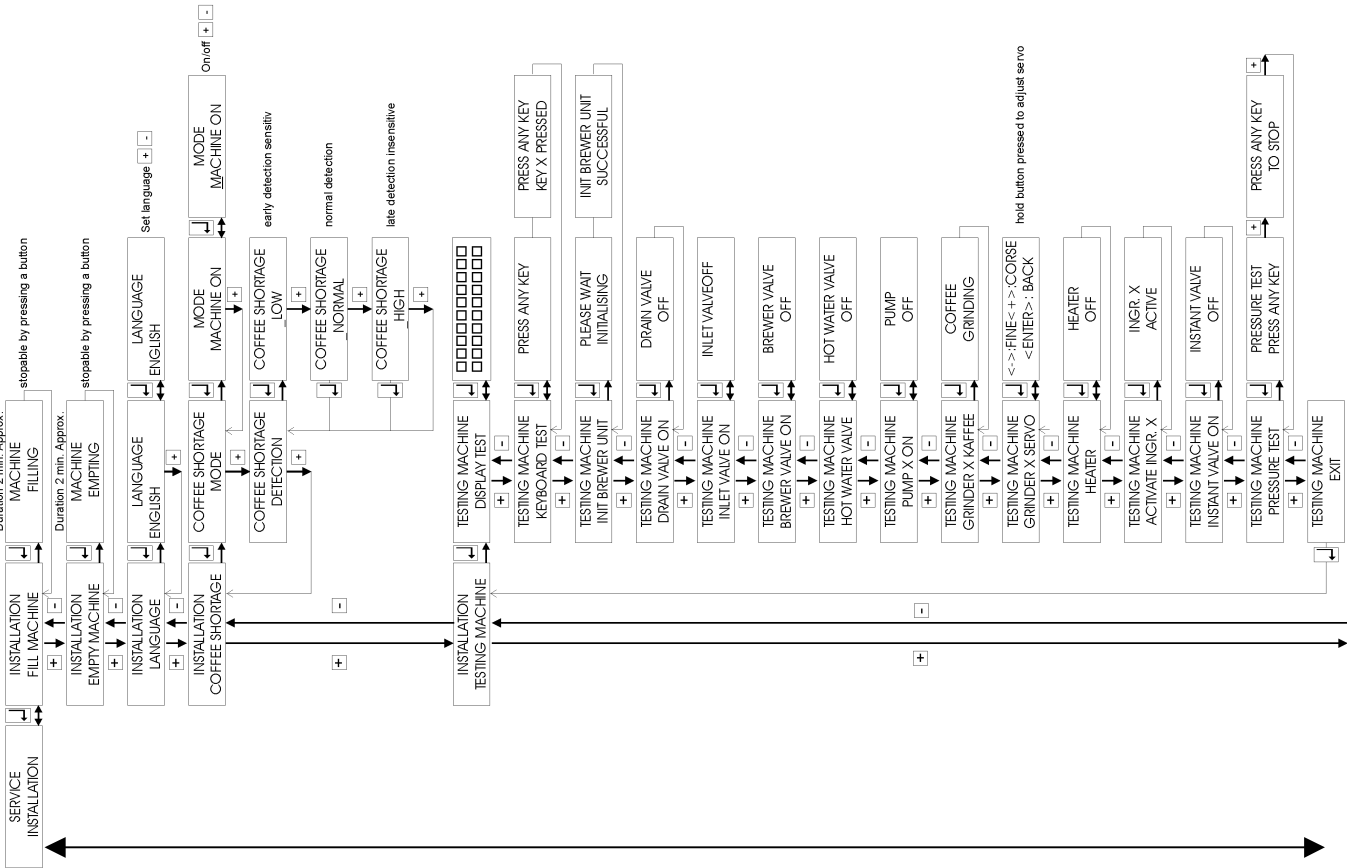 Duration 2 min. Approx.
SERVICE
INSTALLATION
INSTALLATION
FILL MACHINE
MACHINE
FILLING
stopable by pressing a button
+
-
Duration 2 min. Approx.
INSTALLATION
EMPTY MACHINE
MACHINE
EMPTING
stopable by pressing a button
+
-
INSTALLATION
LANGUAGE
LANGUAGE
ENGLISH
LANGUAGE
ENGLISH
Set language + -
+
-
+
INSTALLATION
COFFEE SHORTAGE
COFFEE SHORTAGE
MODE
MODE
MACHINE ON
MODE
MACHINE ON
On/off + -
+
+
COFFEE SHORTAGE
DETECTION
COFFEE SHORTAGE
_LOW
early detection sensitiv
+
+
COFFEE SHORTAGE
_NORMAL
normal detection
+
-
+
COFFEE SHORTAGE
_HIGH
late detection insensitive
+
INSTALLATION
TESTING MACHINE
TESTING MACHINE
DISPLAY TEST
+
-
TESTING MACHINE
KEYBOARD TEST
PRESS ANY KEY
PRESS ANY KEY
KEY X PRESSED
+
-
TESTING MACHINE
INIT BREWER UNIT
PLEASE WAIT
INITIALISING
INIT BREWER UNIT
SUCCESSFUL
+
-
TESTING MACHINE
DRAIN VALVE ON
DRAIN VALVE
OFF
+
-
TESTING MACHINE
INLET VALVE ON
INLET VALVEOFF
+
-
TESTING MACHINE
BREWER VALVE ON
BREWER VALVE
OFF
+
-
TESTING MACHINE
HOT WATER VALVE
HOT WATER VALVE
OFF
+
-
TESTING MACHINE
PUMP X ON
PUMP
OFF
+
-
+
-
TESTING MACHINE
GRINDER X KAFFEE
COFFEE
GRINDING
+
-
TESTING MACHINE
GRINDER X SERVO
<->:FINE<+>:CORSE
<ENTER>: BACK
hold button pressed to adjust servo
+
-
TESTING MACHINE
HEATER
HEATER
OFF
+
-
TESTING MACHINE
ACTIVATE INGR. X
INGR. X
ACTIVE
+
-
TESTING MACHINE
INSTANT VALVE ON
INSTANT VALVE
OFF
+
-
TESTING MACHINE
PRESSURE TEST
PRESSURE TEST
PRESS ANY KEY
+
PRESS ANY KEY
TO STOP
+
+
-
TESTING MACHINE
EXIT